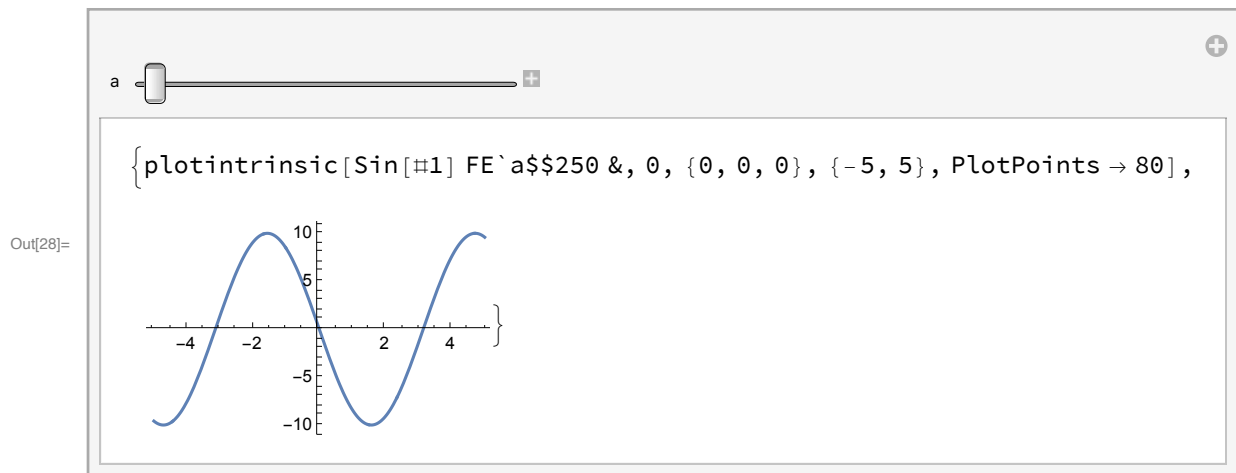 a
{plotintrinsic[Sin[#1] FE`a$$250 &, 0, {0, 0, 0}, {-5, 5}, PlotPoints → 80],
Out[28]=
10
5
-4 -2 2 4
-5
-10
}